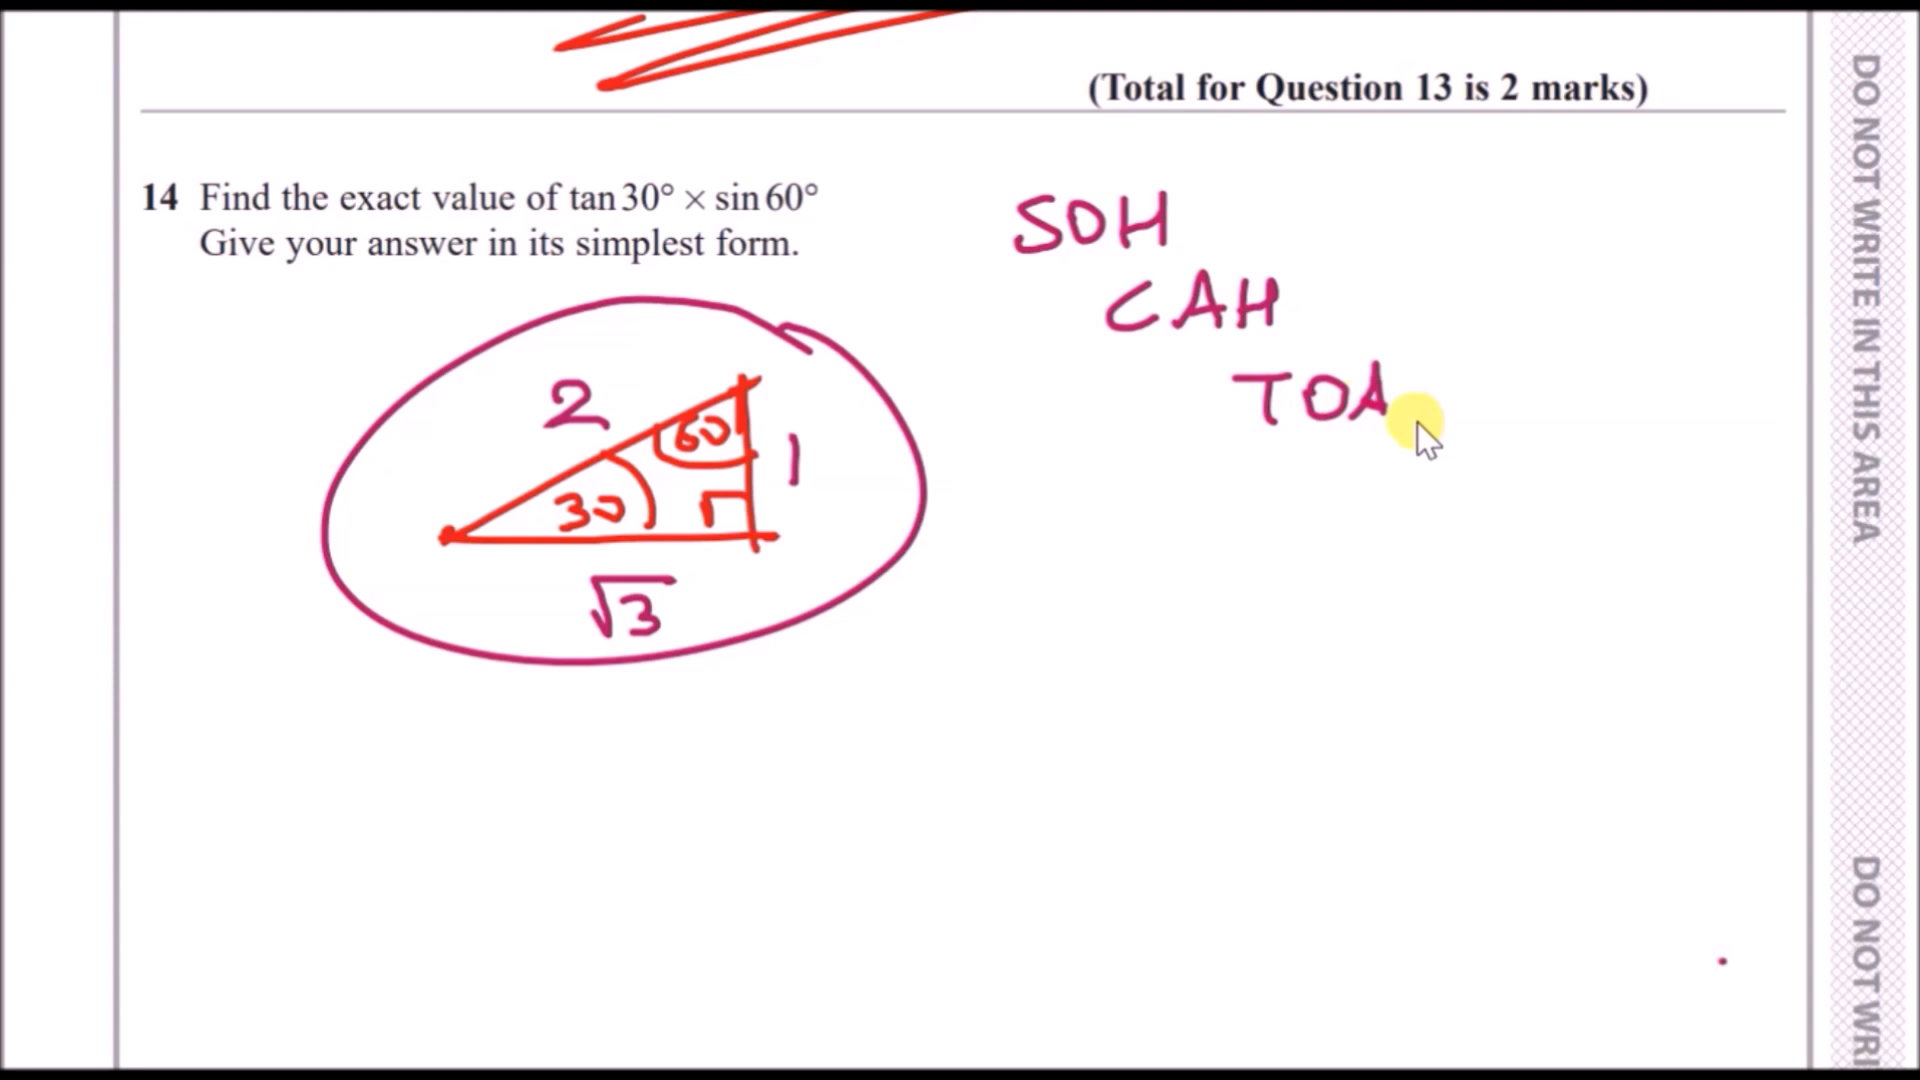 (Total for Question 13 is 2 marks)
14 Find the exact value of tan 30° × sin 60°
Give your answer in its simplest form.
SOH
CAH
TOA
2
60
1
30
√3
DO NOT WRITE IN THIS AREA
DO NOT WRI